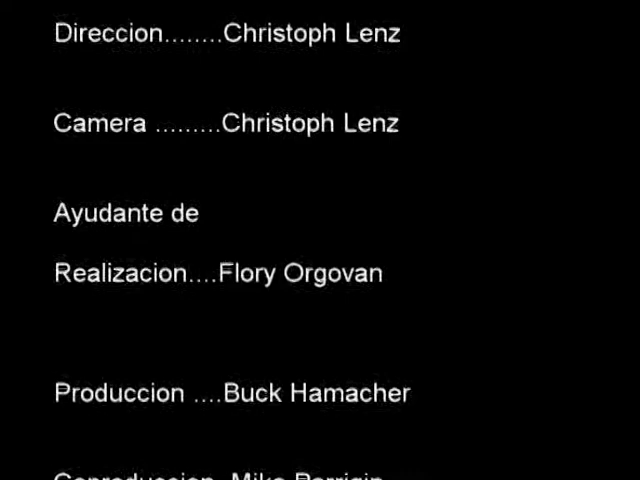 Direccion........Christoph Lenz
Camera .........Christoph Lenz
Ayudante de
Realizacion....Flory Orgovan
Produccion ....Buck Hamacher